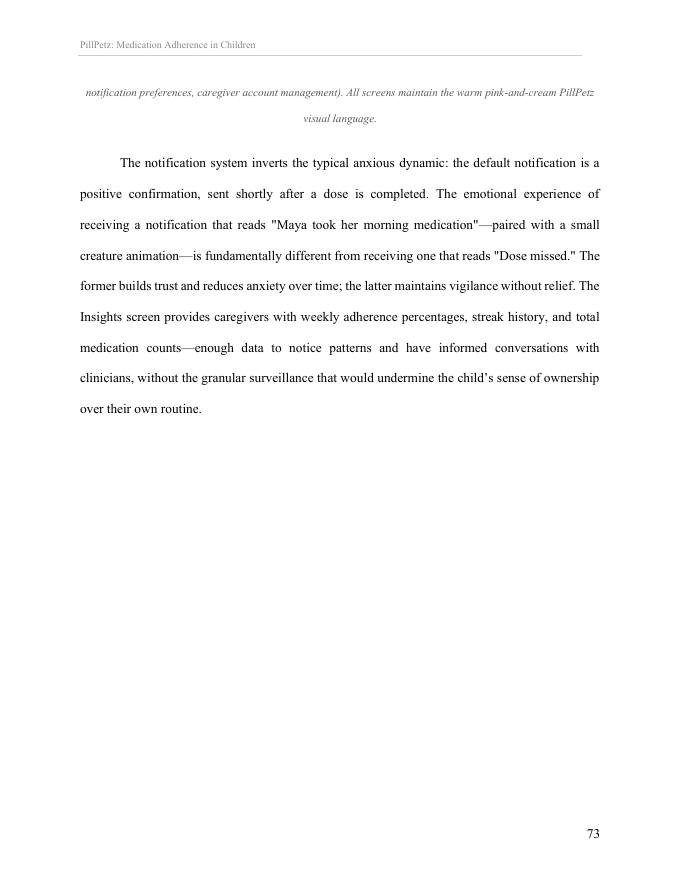 PillPetz: Medication Adherence in Children
notification preferences, caregiver account management). All screens maintain the warm pink-and-cream PillPetz
visual language.
The notification system inverts the typical anxious dynamic: the default notification is a
positive confirmation, sent shortly after a dose is completed. The emotional experience of
receiving a notification that reads "Maya took her morning medication"—paired with a small
creature animation—is fundamentally different from receiving one that reads "Dose missed." The
former builds trust and reduces anxiety over time; the latter maintains vigilance without relief. The
Insights screen provides caregivers with weekly adherence percentages, streak history, and total
medication counts—enough data to notice patterns and have informed conversations with
clinicians, without the granular surveillance that would undermine the child’s sense of ownership
over their own routine.
73